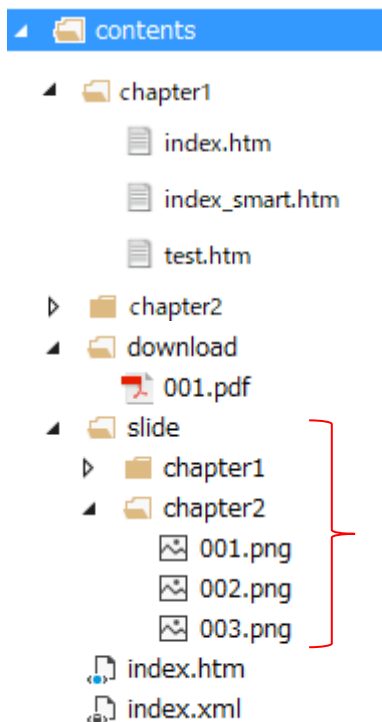 contents
chapter1
index.htm
index_smart.htm
test.htm
chapter2
download
001.pdf
slide
chapter1
chapter2
001.png
002.png
003.png
index.htm
index.xml